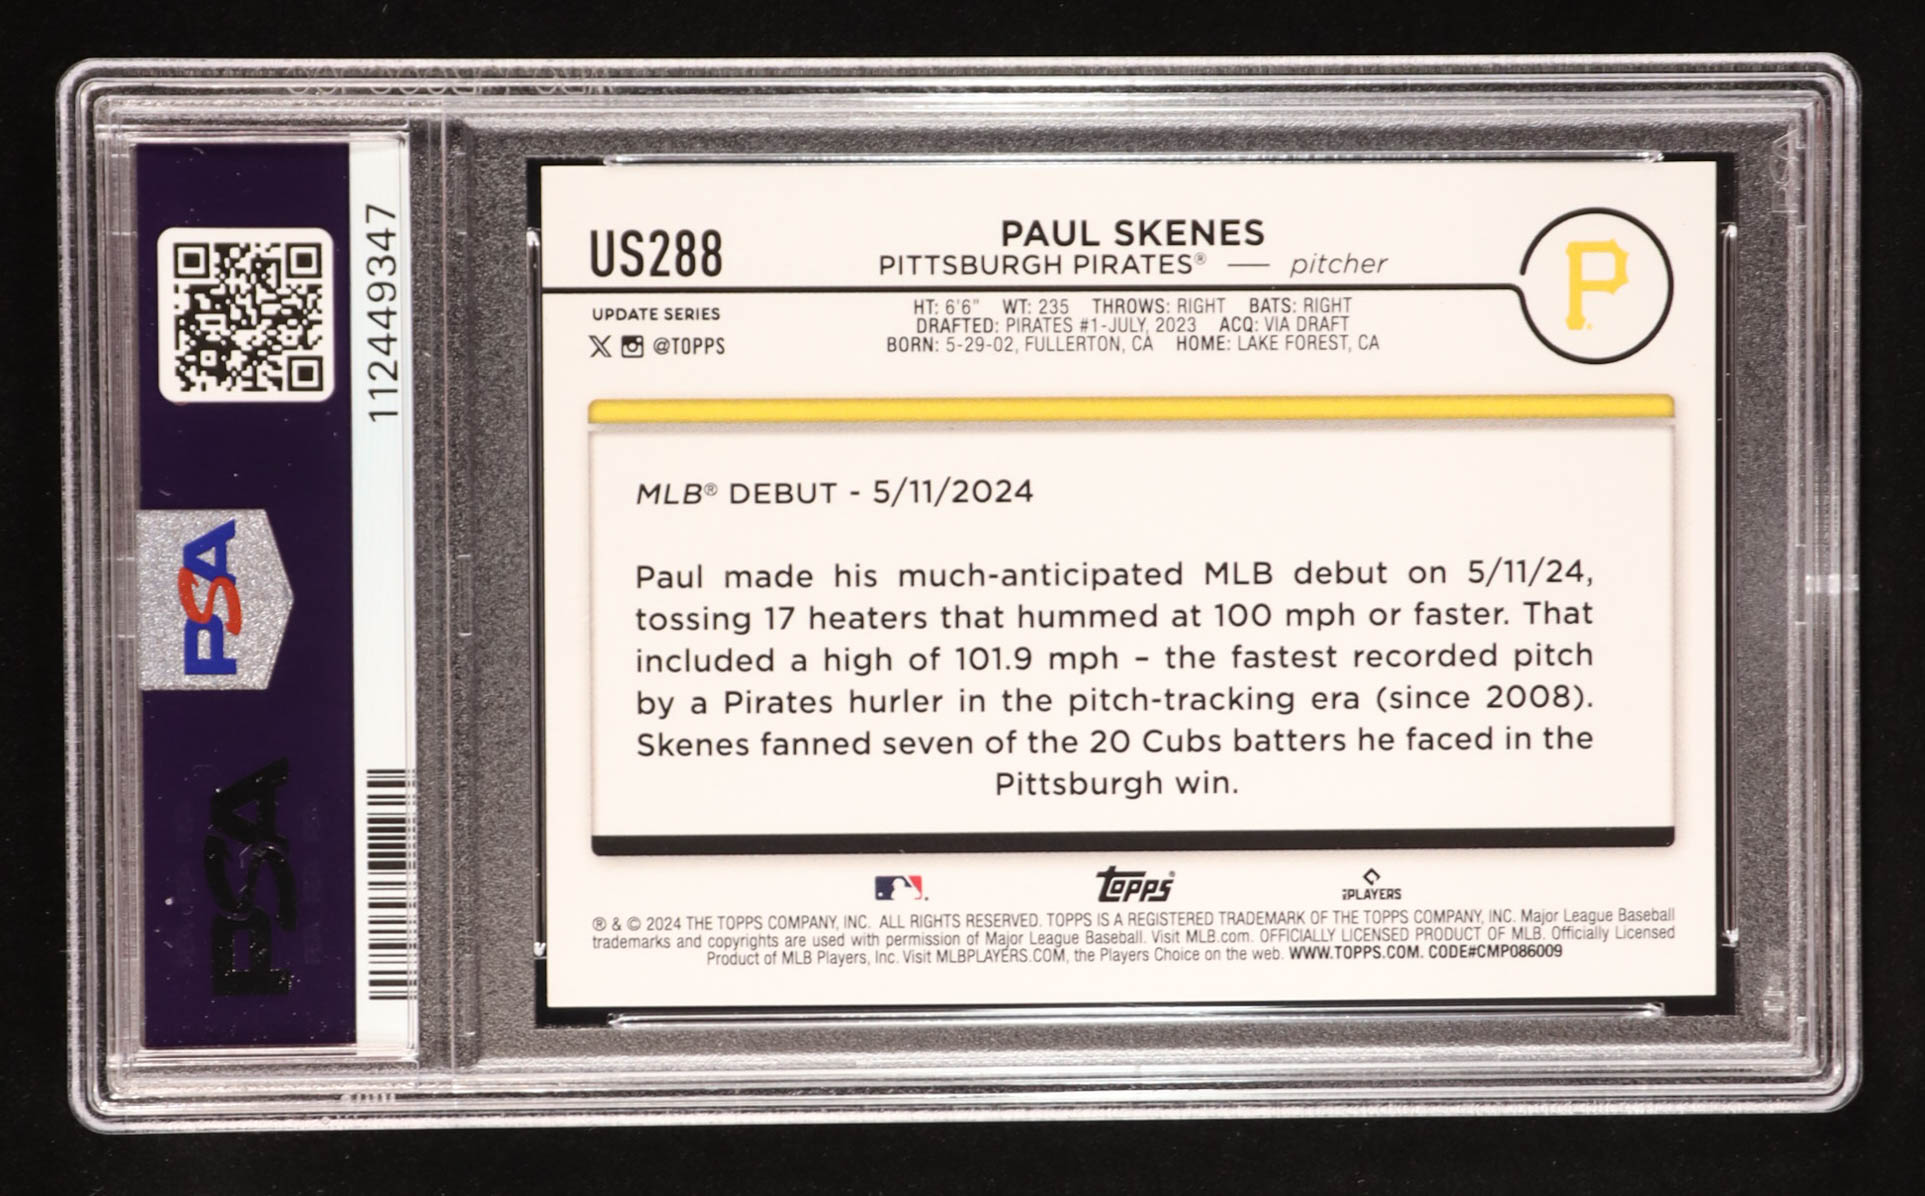 112449347
PSA
PSA
US288
UPDATE SERIES
@TOPPS
PAUL SKENES
PITTSBURGH PIRATES® — pitcher
HT: 6'6" WT: 235 THROWS: RIGHT BATS: RIGHT
DRAFTED: PIRATES #1-JULY, 2023 ACQ: VIA DRAFT
BORN: 5-29-02, FULLERTON, CA HOME: LAKE FOREST, CA
P
MLB® DEBUT - 5/11/2024
Paul made his much-anticipated MLB debut on 5/11/24,
tossing 17 heaters that hummed at 100 mph or faster. That
included a high of 101.9 mph – the fastest recorded pitch
by a Pirates hurler in the pitch-tracking era (since 2008).
Skenes fanned seven of the 20 Cubs batters he faced in the
Pittsburgh win.
Topps®
PLAYERS
® & © 2024 THE TOPPS COMPANY, INC. ALL RIGHTS RESERVED. TOPPS IS A REGISTERED TRADEMARK OF THE TOPPS COMPANY, INC. Major League Baseball
trademarks and copyrights are used with permission of Major League Baseball. Visit MLB.com. OFFICIALLY LICENSED PRODUCT OF MLB. Officially Licensed
Product of MLB Players, Inc. Visit MLBPLAYERS.COM, the Players Choice on the web. WWW.TOPPS.COM. CODE#CMP086009